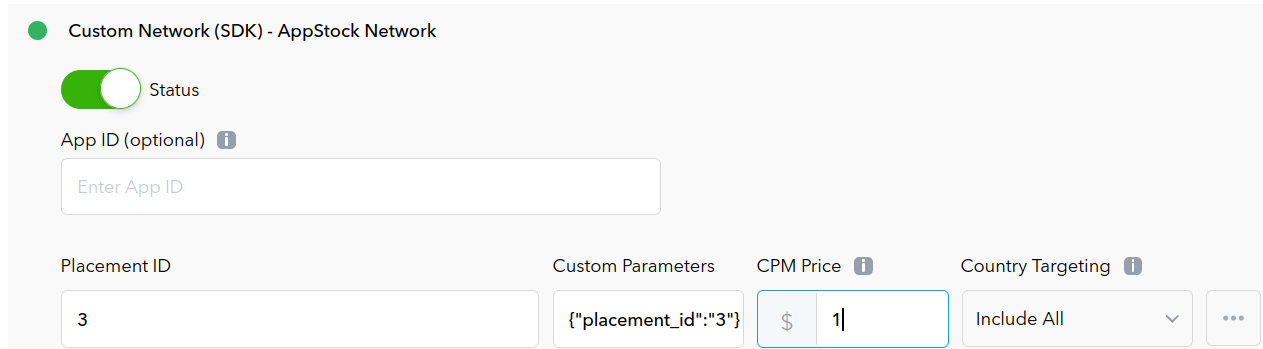 Custom Network (SDK) - AppStock Network
Status
App ID (optional) i
Enter App ID
Placement ID Custom Parameters CPM Price i Country Targeting i
3 {"placement_id":"3"} $ 1 Include All